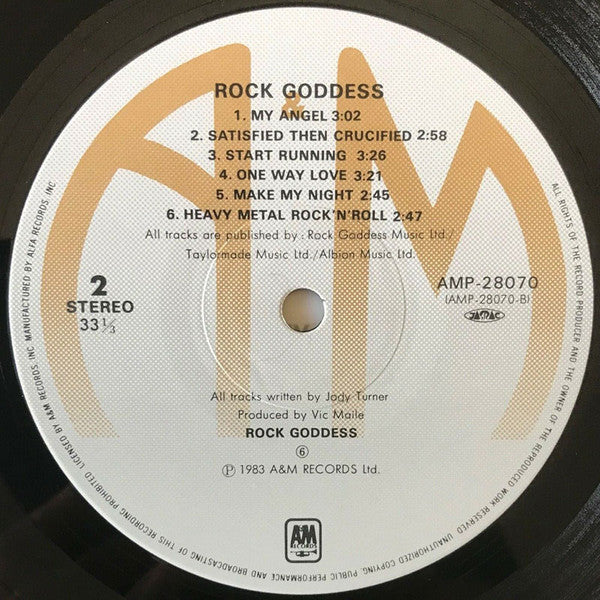 ROCK GODDESS
1. MY ANGEL 3:02
2. SATISFIED THEN CRUCIFIED 2:58
3. START RUNNING 3:26
4. ONE WAY LOVE 3:21
5. MAKE MY NIGHT 2:45
6. HEAVY METAL ROCK'N'ROLL 2:47
All tracks are published by: Rock Goddess Music Ltd./
Taylormade Music Ltd./Albion Music Ltd.
2
STEREO
33⅓
AMP-28070
(AMP-28070-B)
JASRAC
All tracks written by Jody Turner
Produced by Vic Maile
ROCK GODDESS
⑥
Ⓟ 1983 A&M RECORDS Ltd.
A&M
RECORDS
A&M
ALL RIGHTS OF THE RECORD PRODUCER AND THE OWNER OF THE REPRODUCED WORK RESERVED. UNAUTHORIZED COPYING, PUBLIC PERFORMANCE AND BROADCASTING OF THIS RECORDING PROHIBITED. LICENSED BY A&M RECORDS, INC. MANUFACTURED BY ALFA RECORDS, INC.